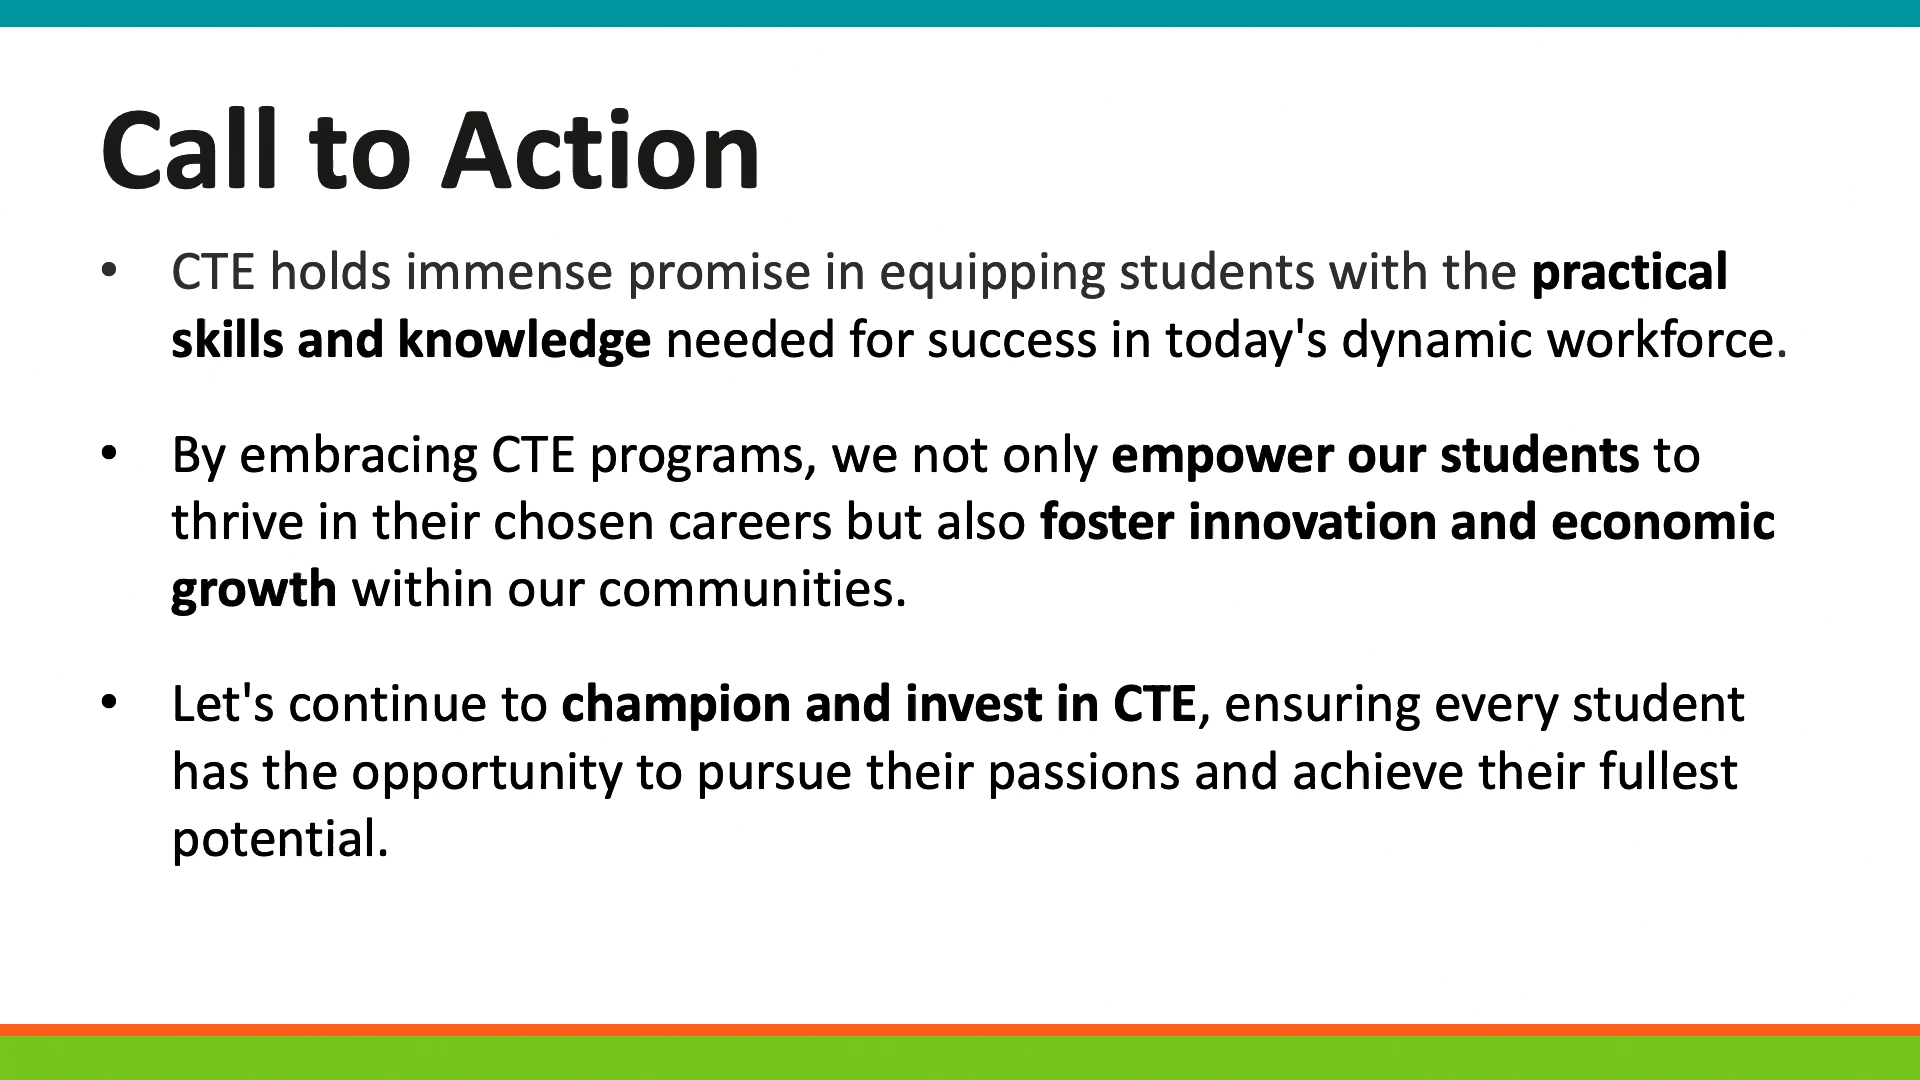 Call to Action
• CTE holds immense promise in equipping students with the practical
skills and knowledge needed for success in today's dynamic workforce.
• By embracing CTE programs, we not only empower our students to
thrive in their chosen careers but also foster innovation and economic
growth within our communities.
• Let's continue to champion and invest in CTE, ensuring every student
has the opportunity to pursue their passions and achieve their fullest
potential.